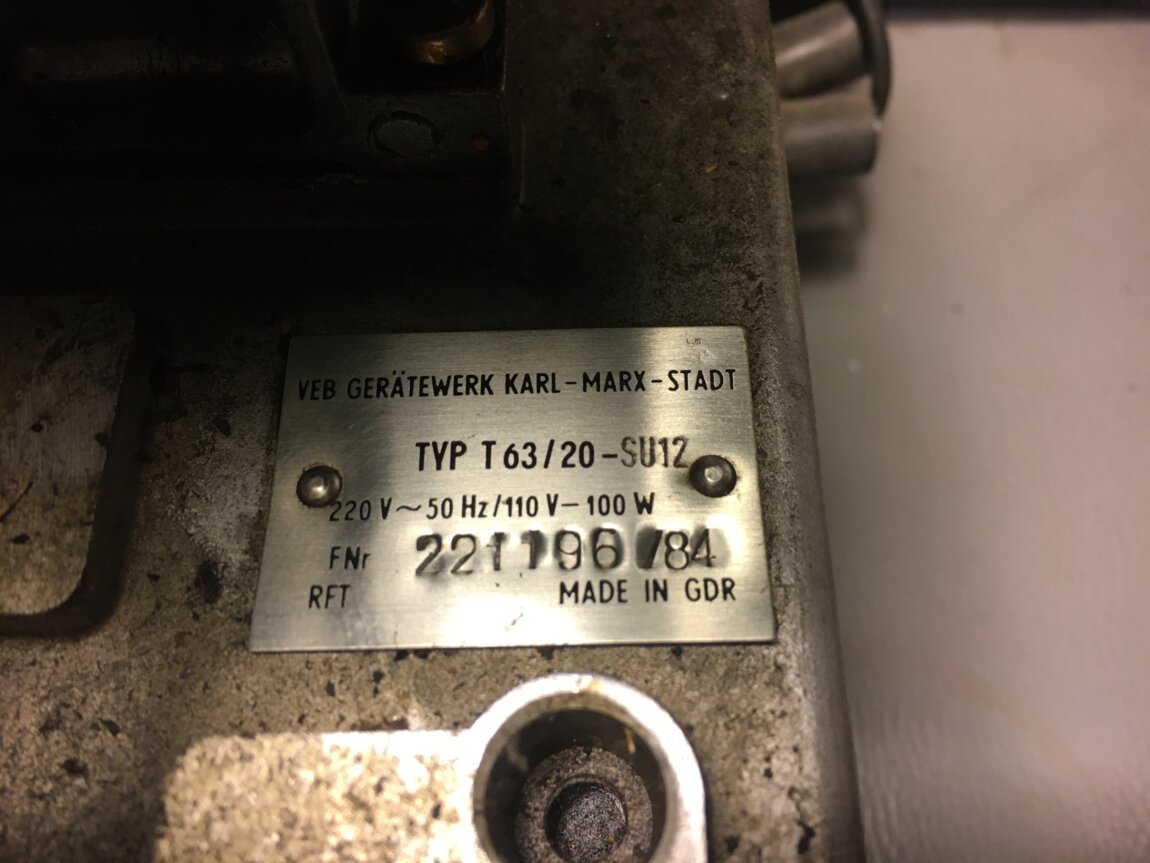 VEB GERÄTEWERK KARL-MARX-STADT
TYP T 63/20-SU12
220 V~50 Hz/110 V- 100 W
FNr 221196 /84
RFT MADE IN GDR